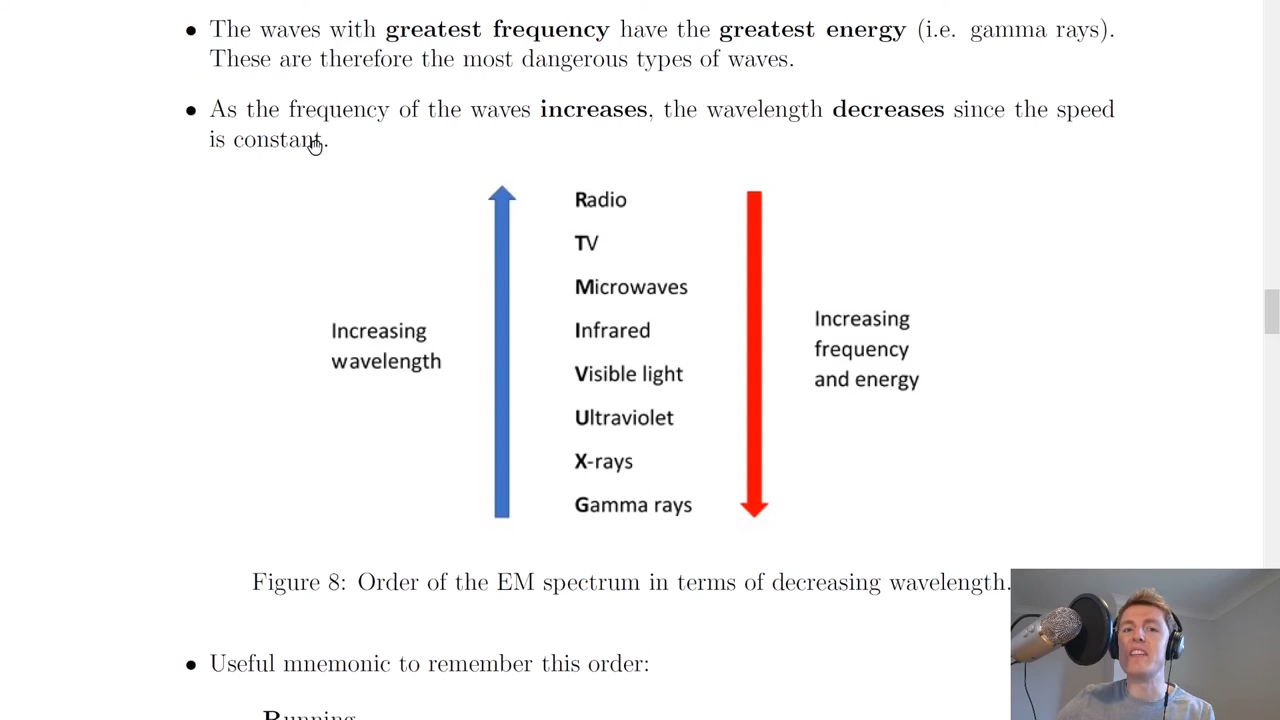 • The waves with greatest frequency have the greatest energy (i.e. gamma rays).
These are therefore the most dangerous types of waves.
• As the frequency of the waves increases, the wavelength decreases since the speed
is constant.
Increasing
wavelength
Radio
TV
Microwaves
Infrared
Visible light
Ultraviolet
X-rays
Gamma rays
Increasing
frequency
and energy
Figure 8: Order of the EM spectrum in terms of decreasing wavelength.
• Useful mnemonic to remember this order:
Running